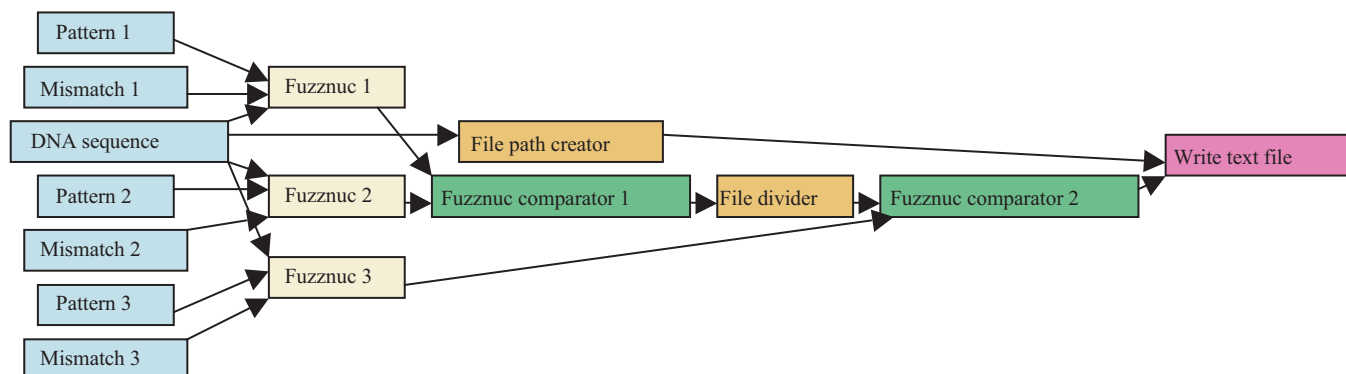 Pattern 1
Mismatch 1
Fuzznuc 1
DNA sequence
File path creator
Write text file
Pattern 2
Fuzznuc 2
Fuzznuc comparator 1
File divider
Fuzznuc comparator 2
Mismatch 2
Fuzznuc 3
Pattern 3
Mismatch 3